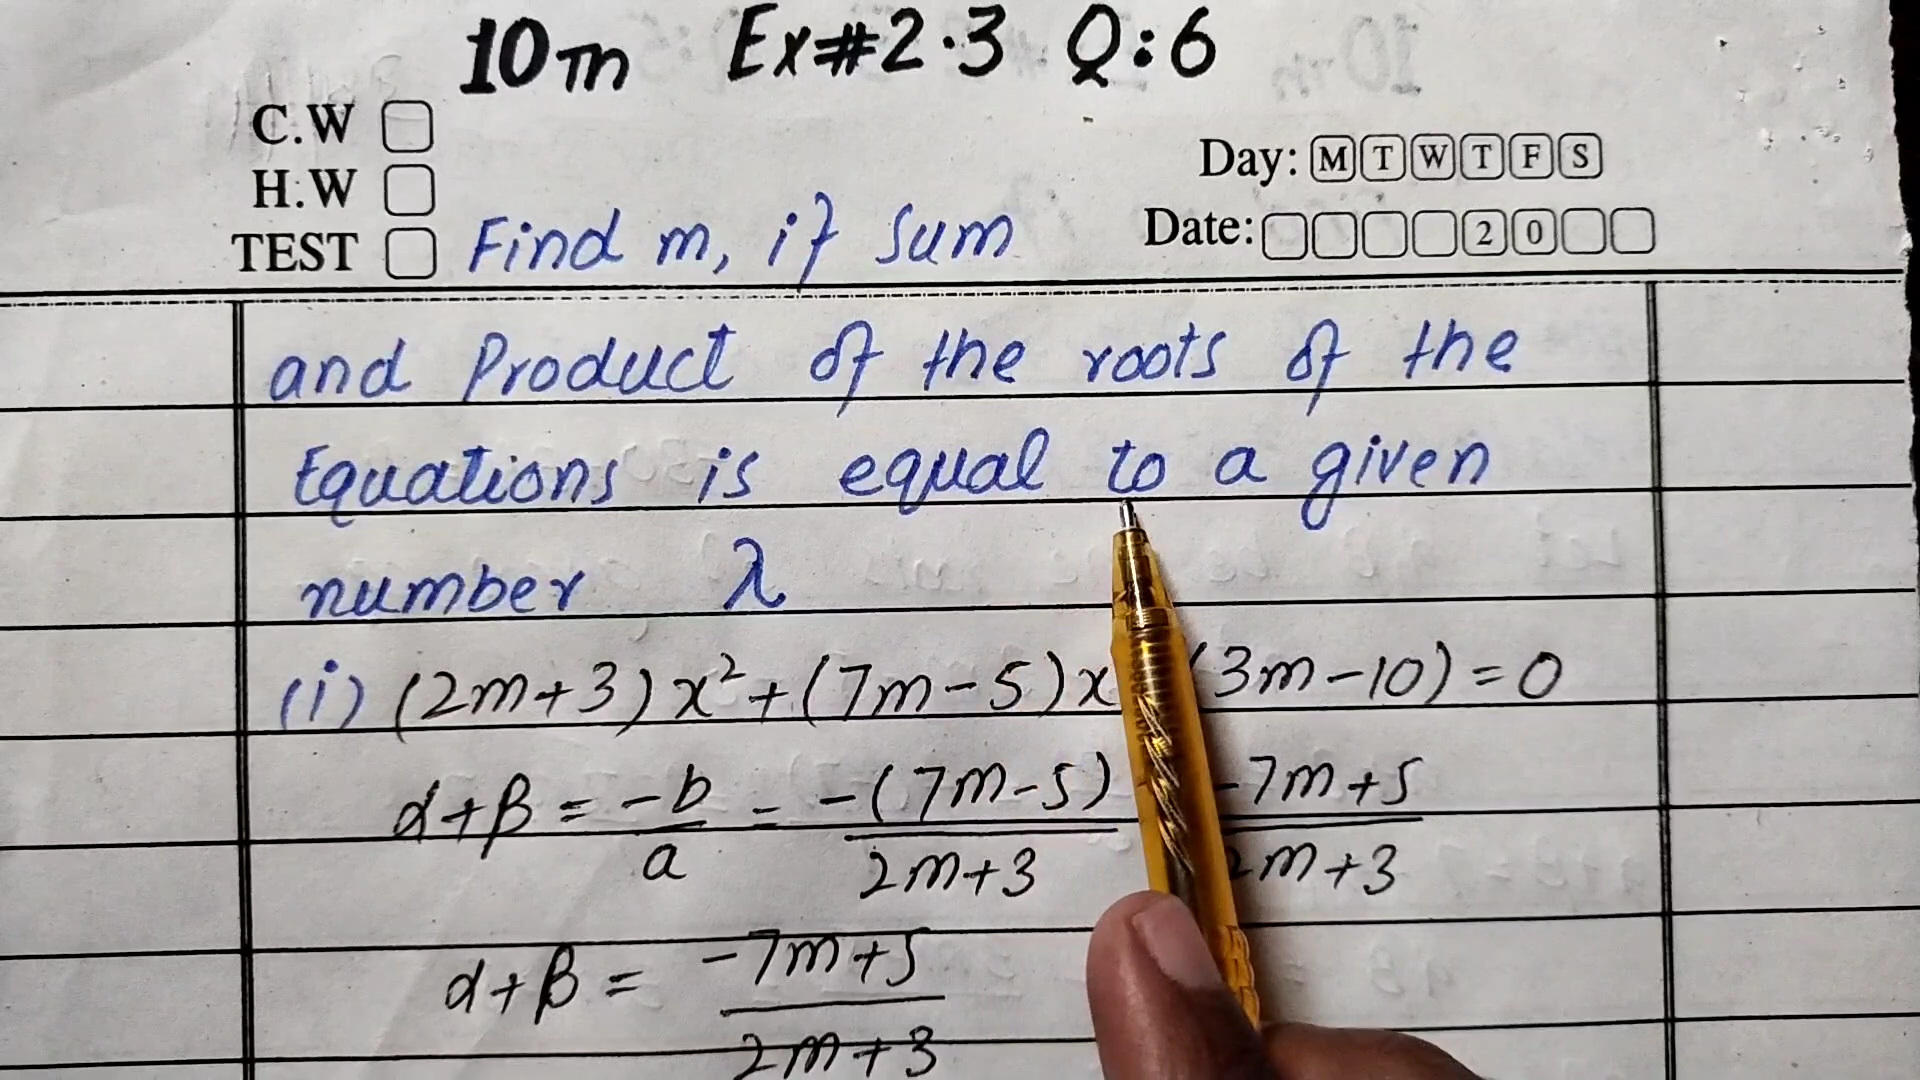 10th Ex#2.3 Q:6
C.W
H.W
TEST
Day: M T W T F S
Date: 2 0
Find m, if sum
and Product of the roots of the
Equations is equal to a given
number λ
(i) (2m+3)x²+(7m-5)x (3m-10)=0
α+β = -b/a = -(7m-5)/2m+3 -7m+5/2m+3
α+β = -7m+5/2m+3